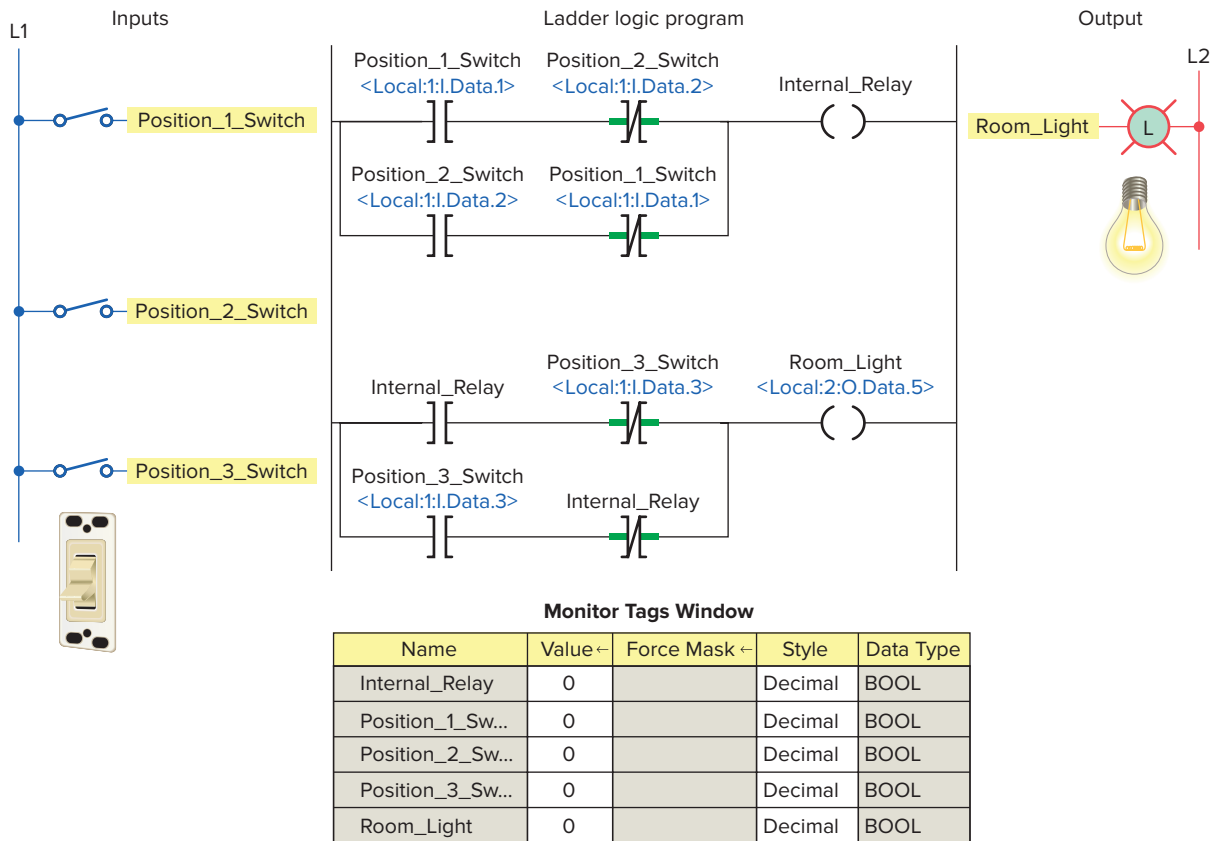 Inputs
Ladder logic program
Output
L1
L2
Position_1_Switch
Position_2_Switch
<Local:1:I.Data.1>
<Local:1:I.Data.2>
Internal_Relay
Position_1_Switch
Room_Light
L
Position_2_Switch
Position_1_Switch
<Local:1:I.Data.2>
<Local:1:I.Data.1>
Position_2_Switch
Position_3_Switch
Room_Light
Internal_Relay
<Local:1:I.Data.3>
<Local:2:O.Data.5>
Position_3_Switch
Position_3_Switch
<Local:1:I.Data.3>
Internal_Relay
Monitor Tags Window
Name Value ← Force Mask ← Style Data Type
Internal_Relay 0 Decimal BOOL
Position_1_Sw... 0 Decimal BOOL
Position_2_Sw... 0 Decimal BOOL
Position_3_Sw... 0 Decimal BOOL
Room_Light 0 Decimal BOOL